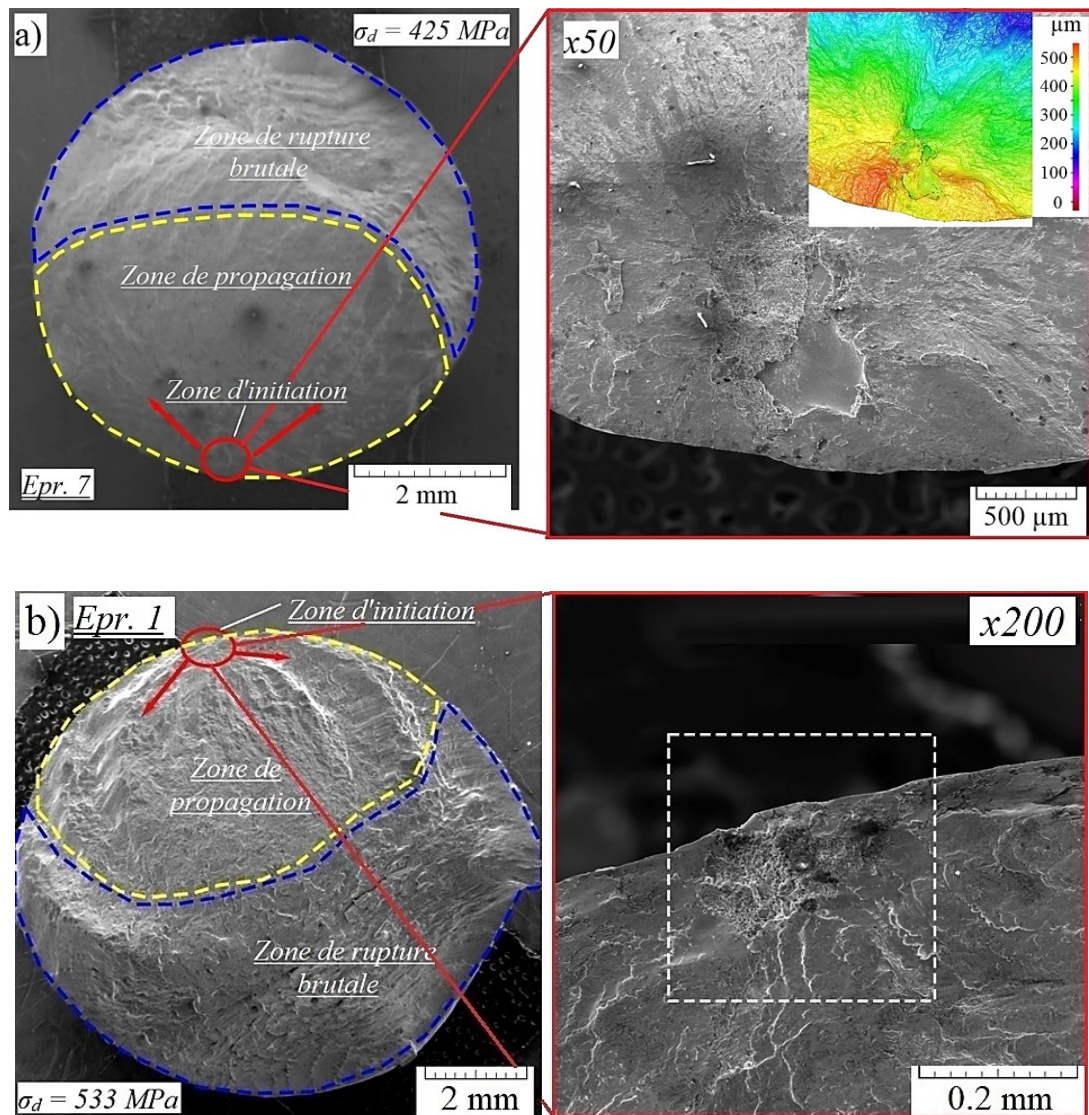 a)
σd = 425 MPa
Zone de rupture
brutale
Zone de propagation
Zone d'initiation
Epr. 7
2 mm
x50
µm
500
400
300
200
100
0
500 µm
b)
Epr. 1
Zone d'initiation
Zone de
propagation
Zone de rupture
brutale
σd = 533 MPa
2 mm
x200
0.2 mm